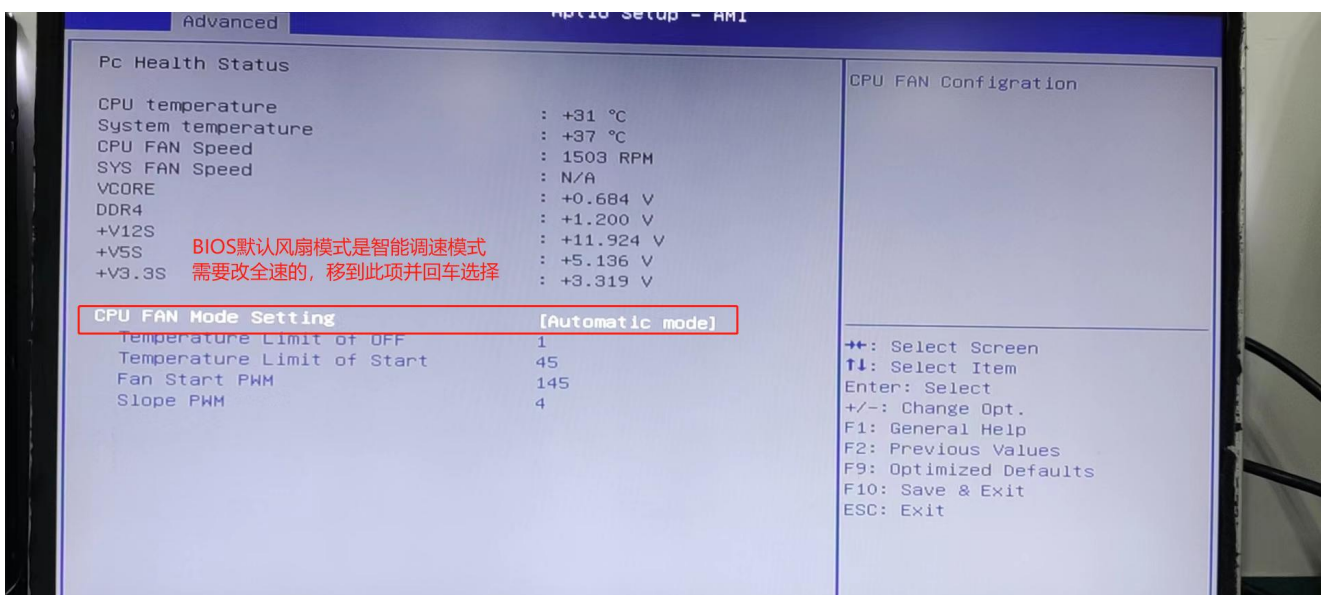 Aptio Setup - AMI
Advanced
Pc Health Status
CPU temperature : +31 °C
System temperature : +37 °C
CPU FAN Speed : 1503 RPM
SYS FAN Speed : N/A
VCORE : +0.684 V
DDR4 : +1.200 V
+V12S : +11.924 V
+V5S : +5.136 V
+V3.3S : +3.319 V
BIOS默认风扇模式是智能调速模式
需要改全速的，移到此项并回车选择
CPU FAN Mode Setting [Automatic mode]
Temperature Limit of OFF 1
Temperature Limit of Start 45
Fan Start PWM 145
Slope PWM 4
CPU FAN Configration
→←: Select Screen
↑↓: Select Item
Enter: Select
+/-: Change Opt.
F1: General Help
F2: Previous Values
F9: Optimized Defaults
F10: Save & Exit
ESC: Exit